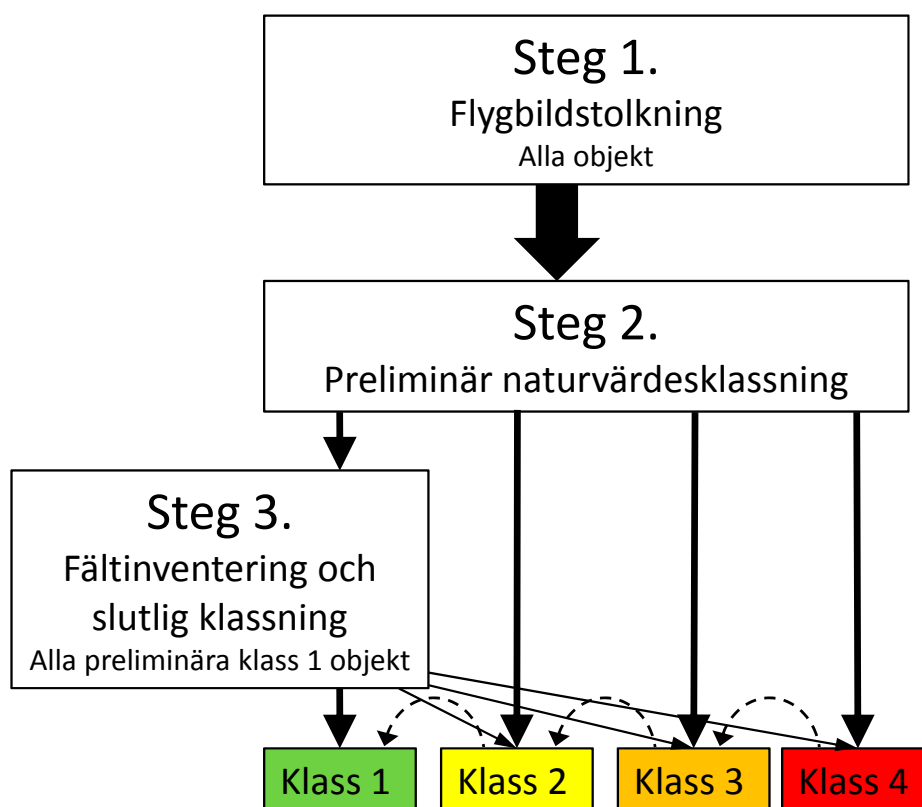 Steg 1.
Flygbildstolkning
Alla objekt
Steg 2.
Preliminär naturvärdesklassning
Steg 3.
Fältinventering och
slutlig klassning
Alla preliminära klass 1 objekt
Klass 1
Klass 2
Klass 3
Klass 4